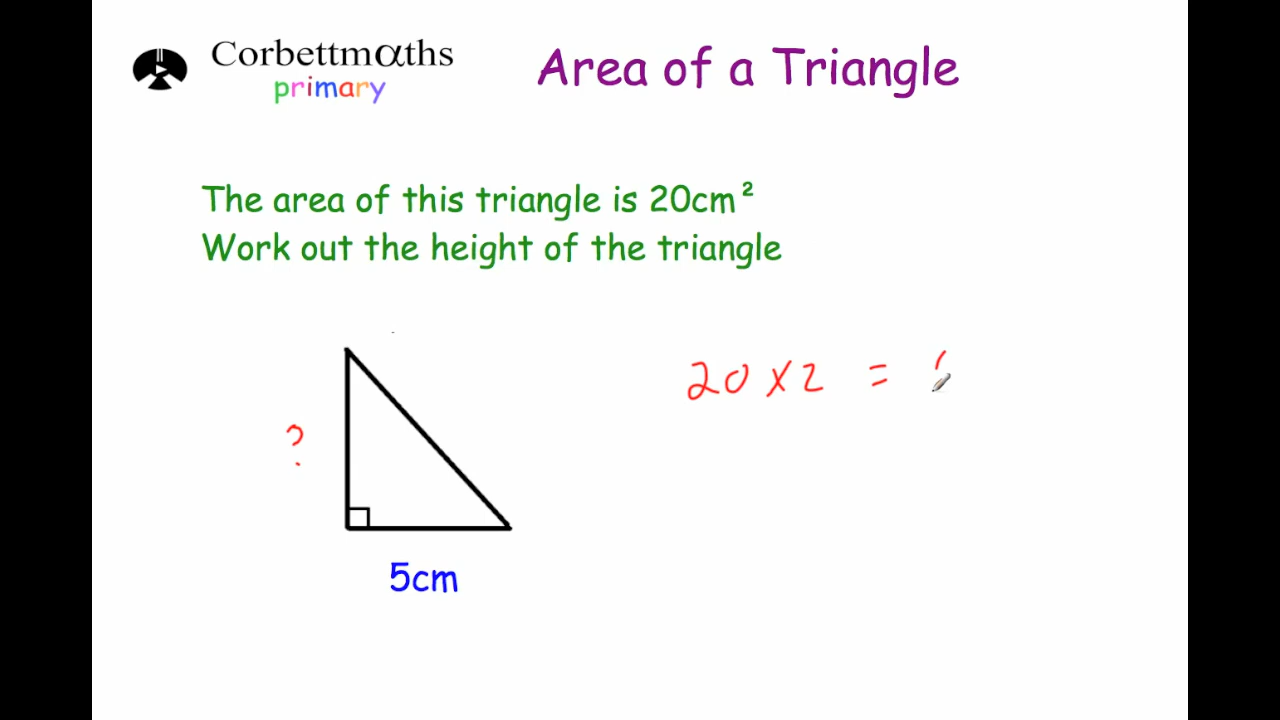 Corbettmαths
primary
Area of a Triangle
The area of this triangle is 20cm²
Work out the height of the triangle
20 x 2 =
?
5cm